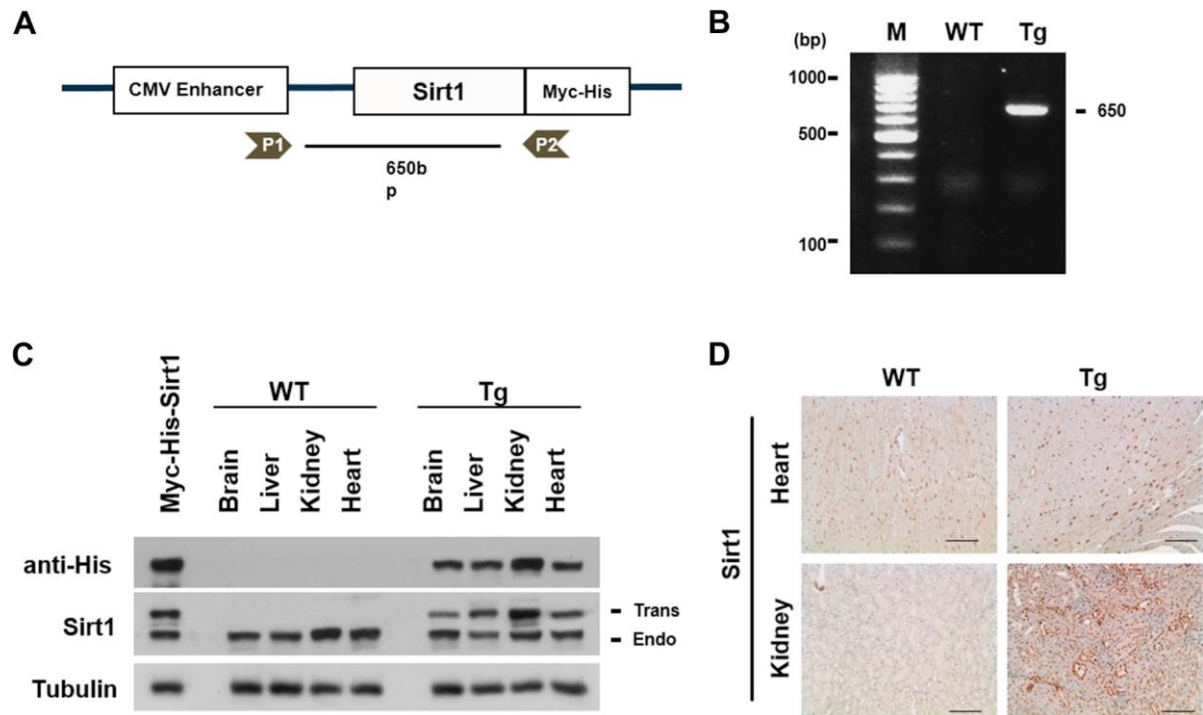 A
CMV Enhancer
Sirt1
Myc-His
P1
P2
650b
p
B
(bp)
M
WT
Tg
1000
500
100
650
C
Myc-His-Sirt1
WT
Tg
Brain
Liver
Kidney
Heart
Brain
Liver
Kidney
Heart
anti-His
Sirt1
Trans
Endo
Tubulin
D
WT
Tg
Sirt1
Heart
Kidney